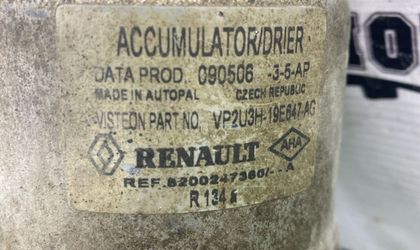 ACCUMULATOR/DRIER
DATA PROD. 090506 -3-5-AP
MADE IN AUTOPAL CZECH REPUBLIC
VISTEON PART NO. VP2U3H-19E647-AG
RENAULT
REF.8200247360/--A
R 134 a